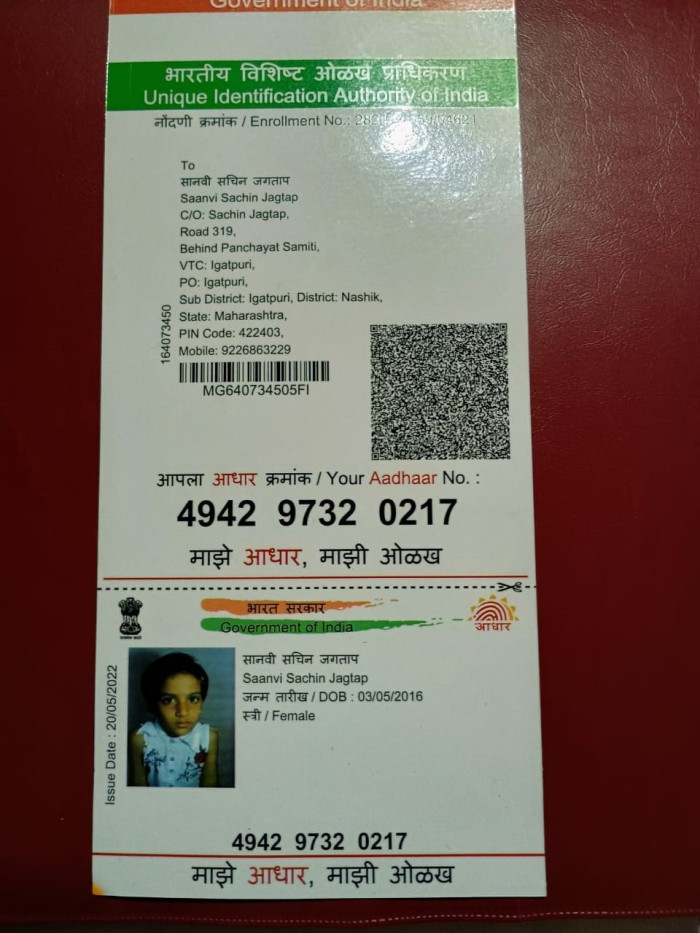 Government of India
भारतीय विशिष्ट ओळख प्राधिकरण
Unique Identification Authority of India
नोंदणी क्रमांक / Enrollment No.:
To
सानवी सचिन जगताप
Saanvi Sachin Jagtap
C/O: Sachin Jagtap,
Road 319,
Behind Panchayat Samiti,
VTC: Igatpuri,
PO: Igatpuri,
Sub District: Igatpuri, District: Nashik,
State: Maharashtra,
PIN Code: 422403,
Mobile: 9226863229
164073450
MG640734505FI
आपला आधार क्रमांक / Your Aadhaar No. :
4942 9732 0217
माझे आधार, माझी ओळख
भारत सरकार
Government of India
आधार
Issue Date : 20/05/2022
सानवी सचिन जगताप
Saanvi Sachin Jagtap
जन्म तारीख / DOB : 03/05/2016
स्त्री / Female
4942 9732 0217
माझे आधार, माझी ओळख